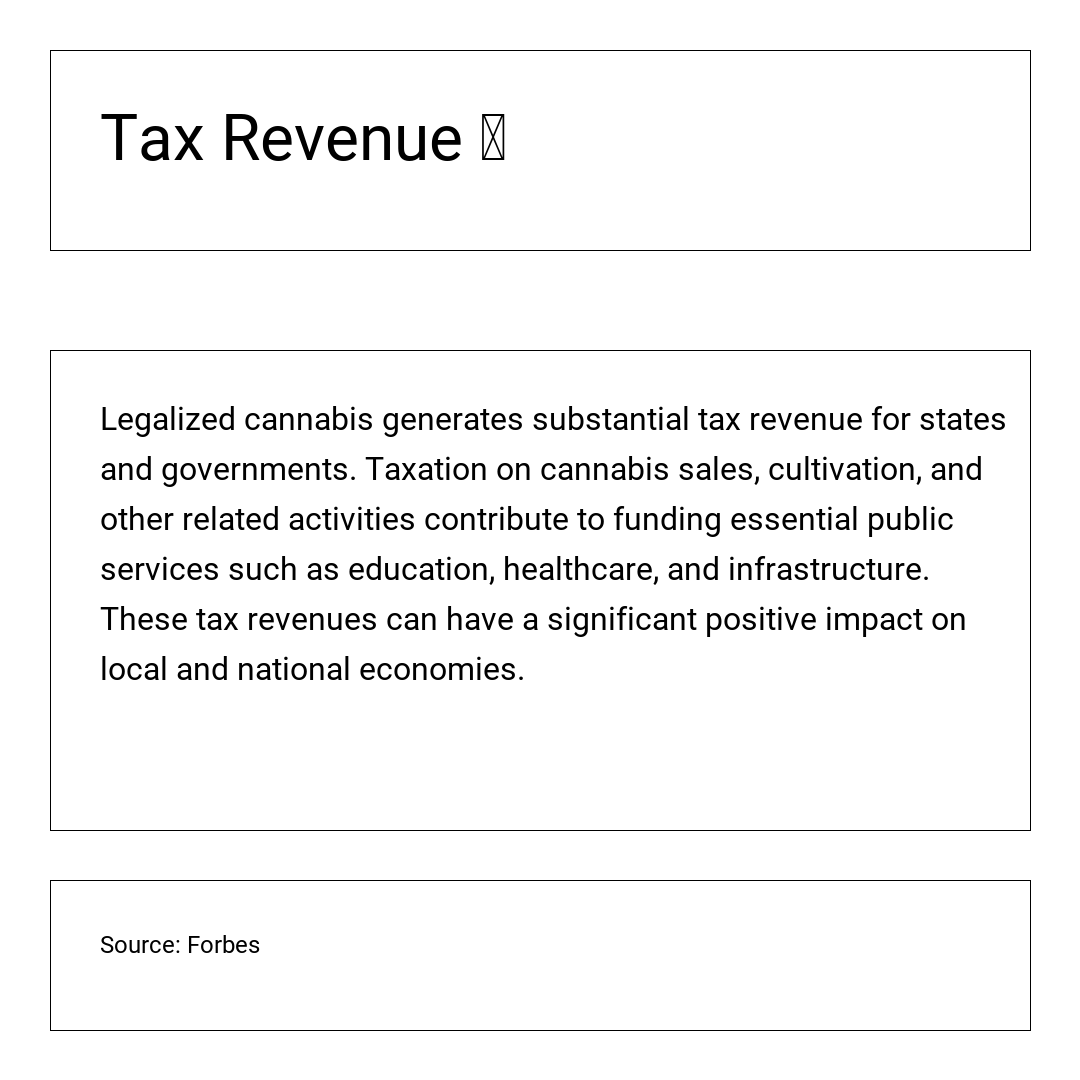 Tax Revenue
Legalized cannabis generates substantial tax revenue for states
and governments. Taxation on cannabis sales, cultivation, and
other related activities contribute to funding essential public
services such as education, healthcare, and infrastructure.
These tax revenues can have a significant positive impact on
local and national economies.
Source: Forbes